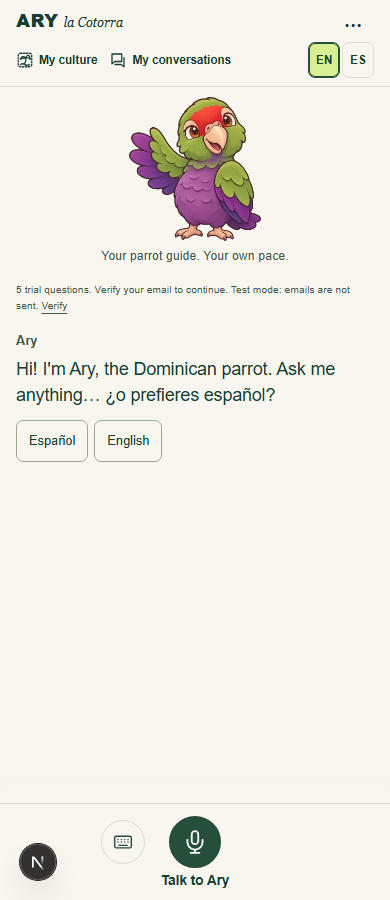 ARY la Cotorra
...
My culture My conversations EN ES
Your parrot guide. Your own pace.
5 trial questions. Verify your email to continue. Test mode: emails are not
sent. Verify
Ary
Hi! I'm Ary, the Dominican parrot. Ask me
anything… ¿o prefieres español?
Español English
N
Talk to Ary